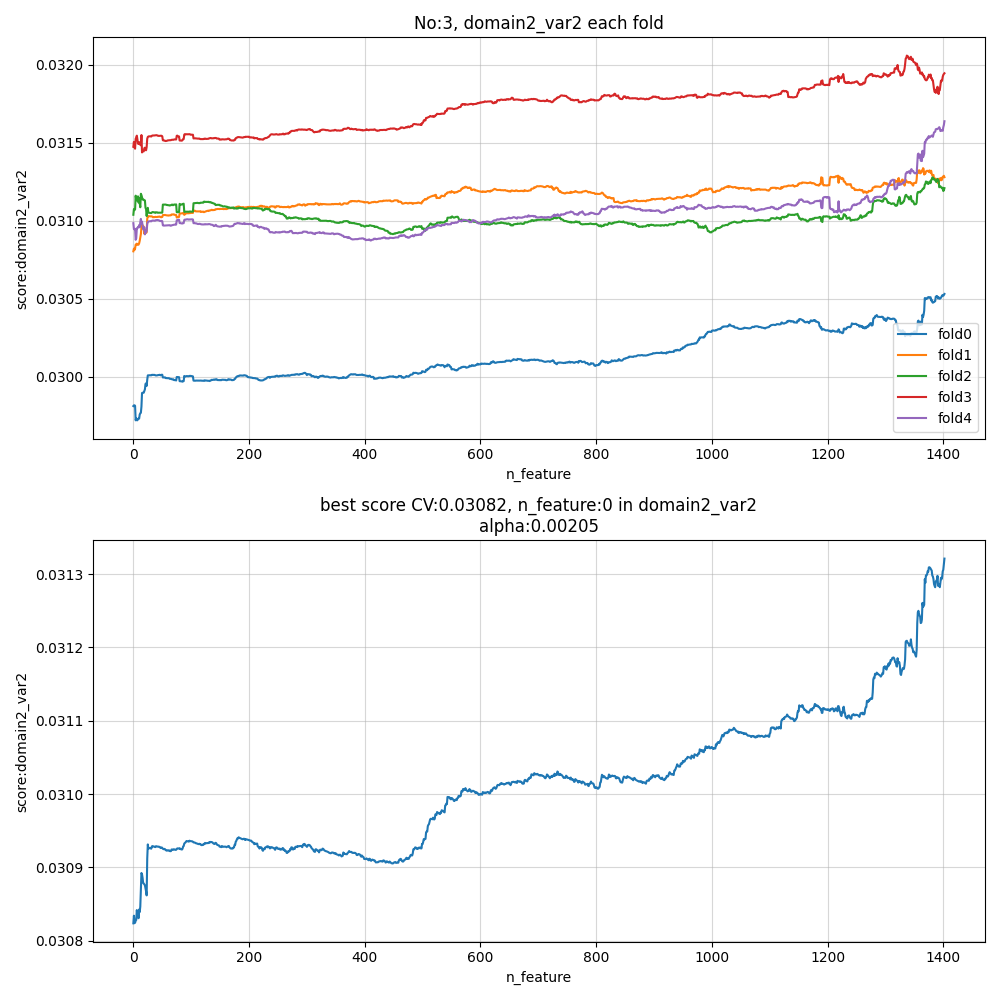 No:3, domain2_var2 each fold
score:domain2_var2
0.0320
0.0315
0.0310
0.0305
0.0300
fold0
fold1
fold2
fold3
fold4
0 200 400 600 800 1000 1200 1400
n_feature
best score CV:0.03082, n_feature:0 in domain2_var2
alpha:0.00205
score:domain2_var2
0.0313
0.0312
0.0311
0.0310
0.0309
0.0308
0 200 400 600 800 1000 1200 1400
n_feature